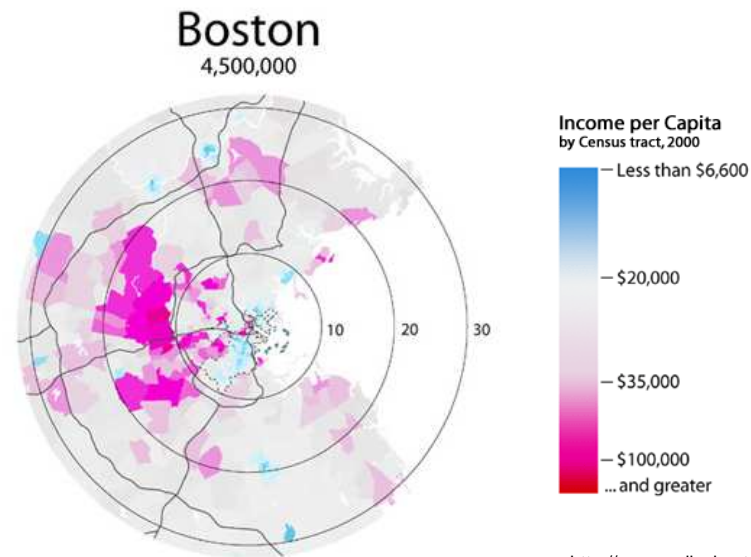 Boston
4,500,000
Income per Capita
by Census tract, 2000
Less than $6,600
$20,000
$35,000
$100,000
...and greater
10
20
30